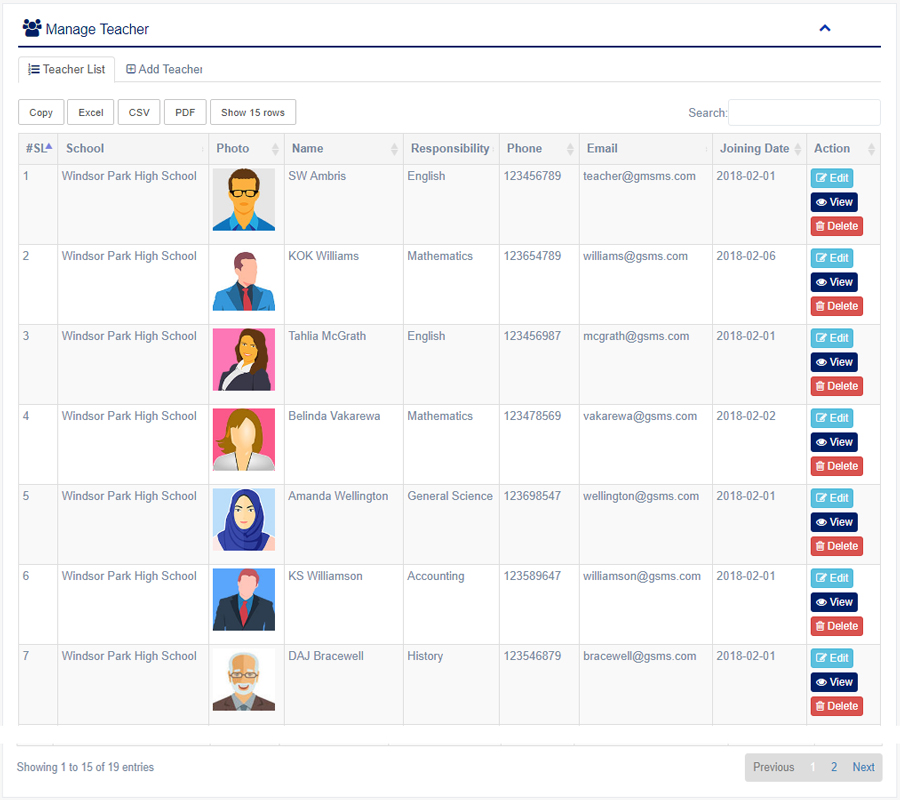 Manage Teacher
Teacher List Add Teacher
Copy Excel CSV PDF Show 15 rows Search:
#SL School Photo Name Responsibility Phone Email Joining Date Action
1 Windsor Park High School SW Ambris English 123456789 teacher@gmsms.com 2018-02-01 Edit
View
Delete
2 Windsor Park High School KOK Williams Mathematics 123654789 williams@gsms.com 2018-02-06 Edit
View
Delete
3 Windsor Park High School Tahlia McGrath English 123456987 mcgrath@gsms.com 2018-02-01 Edit
View
Delete
4 Windsor Park High School Belinda Vakarewa Mathematics 123478569 vakarewa@gsms.com 2018-02-02 Edit
View
Delete
5 Windsor Park High School Amanda Wellington General Science 123698547 wellington@gsms.com 2018-02-01 Edit
View
Delete
6 Windsor Park High School KS Williamson Accounting 123589647 williamson@gsms.com 2018-02-01 Edit
View
Delete
7 Windsor Park High School DAJ Bracewell History 123546879 bracewell@gsms.com 2018-02-01 Edit
View
Delete
Showing 1 to 15 of 19 entries Previous 1 2 Next